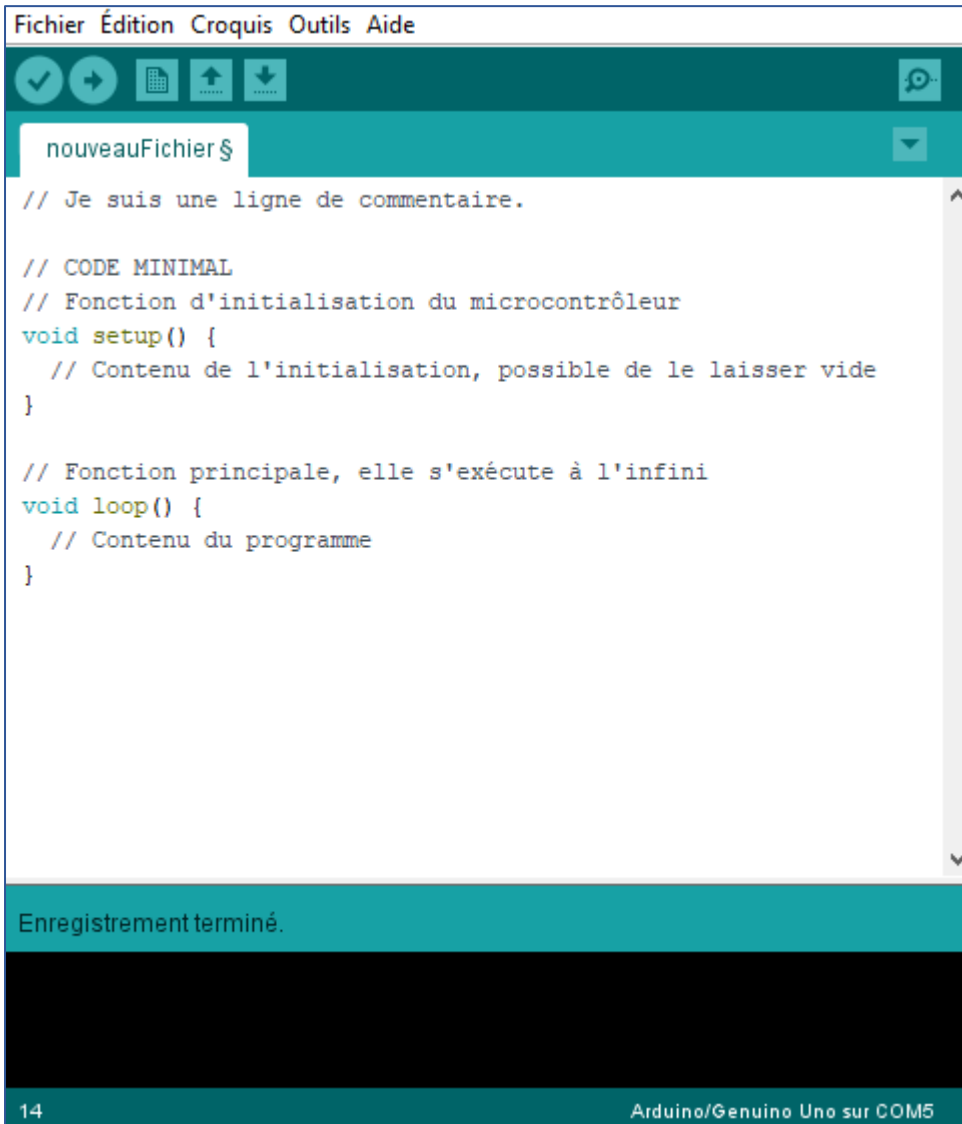 Fichier Édition Croquis Outils Aide
nouveauFichier §
// Je suis une ligne de commentaire.
// CODE MINIMAL
// Fonction d'initialisation du microcontrôleur
void setup() {
// Contenu de l'initialisation, possible de le laisser vide
}
// Fonction principale, elle s'exécute à l'infini
void loop() {
// Contenu du programme
}
Enregistrement terminé.
14 Arduino/Genuino Uno sur COM5